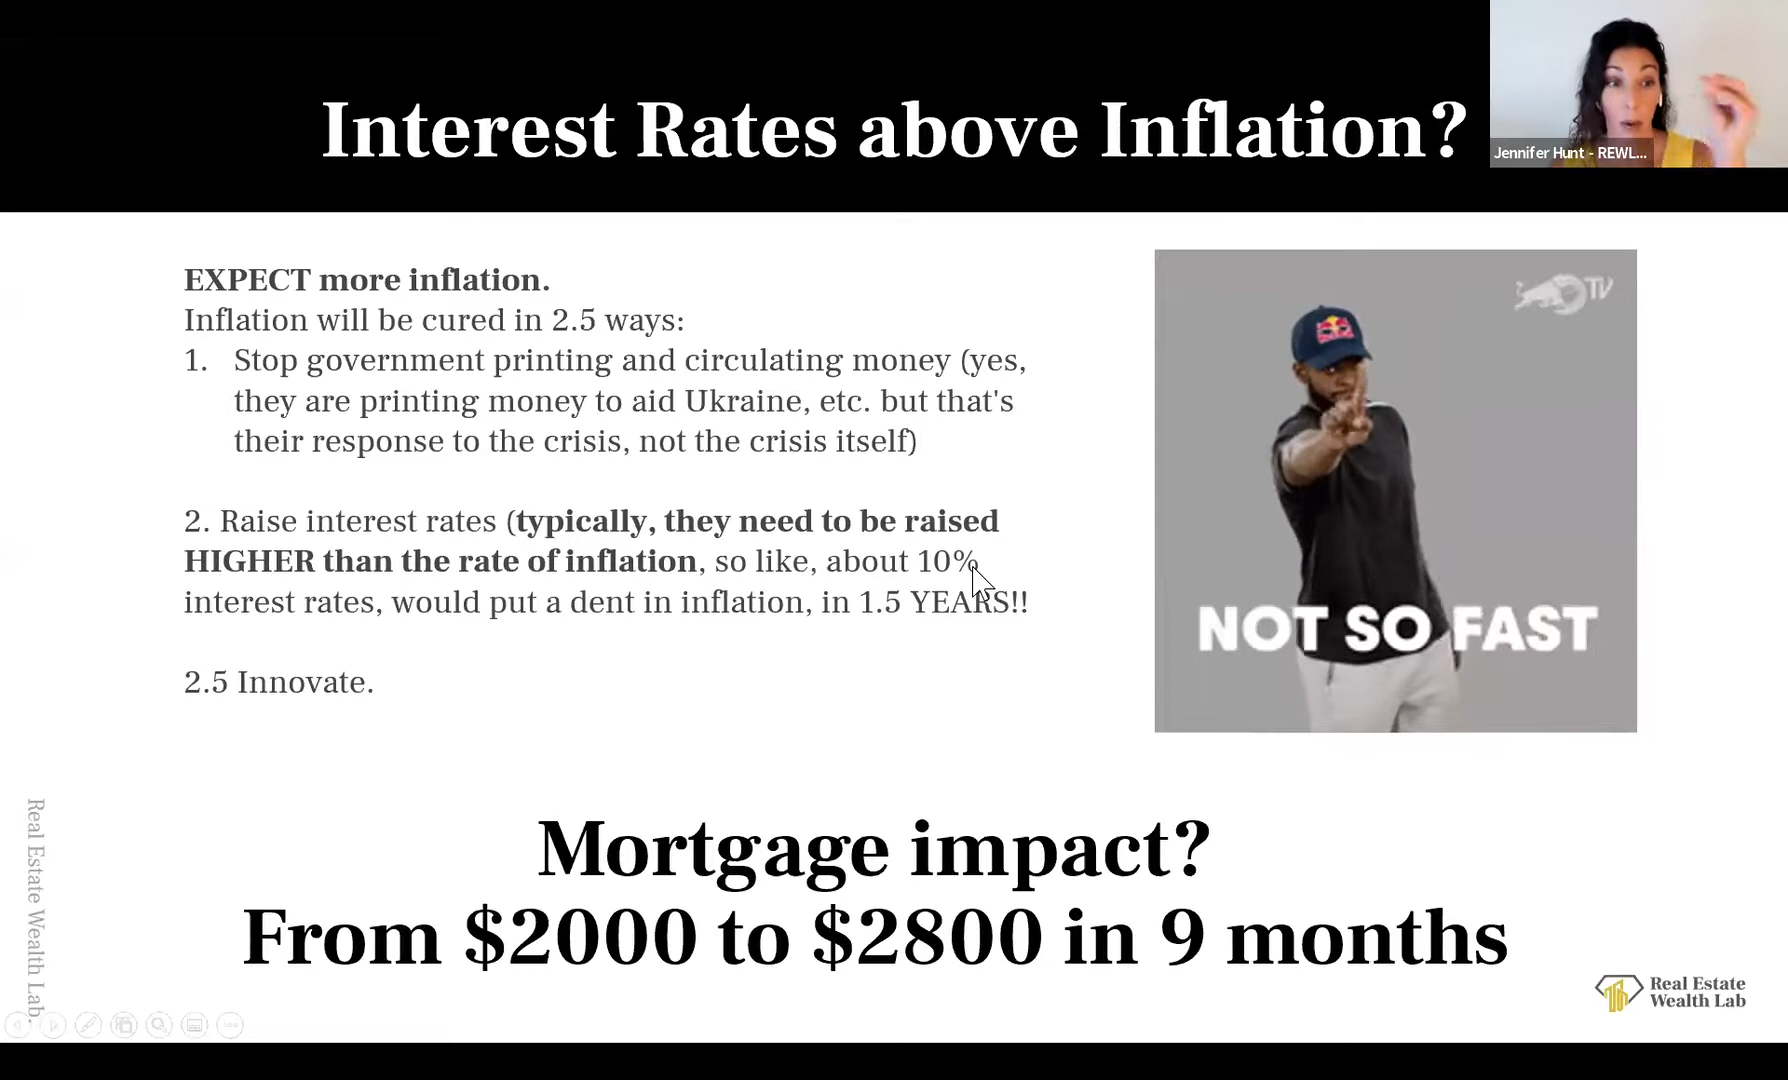 Interest Rates above Inflation?
Jennifer Hunt - REWL...
EXPECT more inflation.
Inflation will be cured in 2.5 ways:
1. Stop government printing and circulating money (yes,
they are printing money to aid Ukraine, etc. but that's
their response to the crisis, not the crisis itself)
2. Raise interest rates (typically, they need to be raised
HIGHER than the rate of inflation, so like, about 10%
interest rates, would put a dent in inflation, in 1.5 YEARS!!
2.5 Innovate.
TV
NOT SO FAST
Mortgage impact?
From $2000 to $2800 in 9 months
Real Estate Wealth Lab.
Real Estate
Wealth Lab